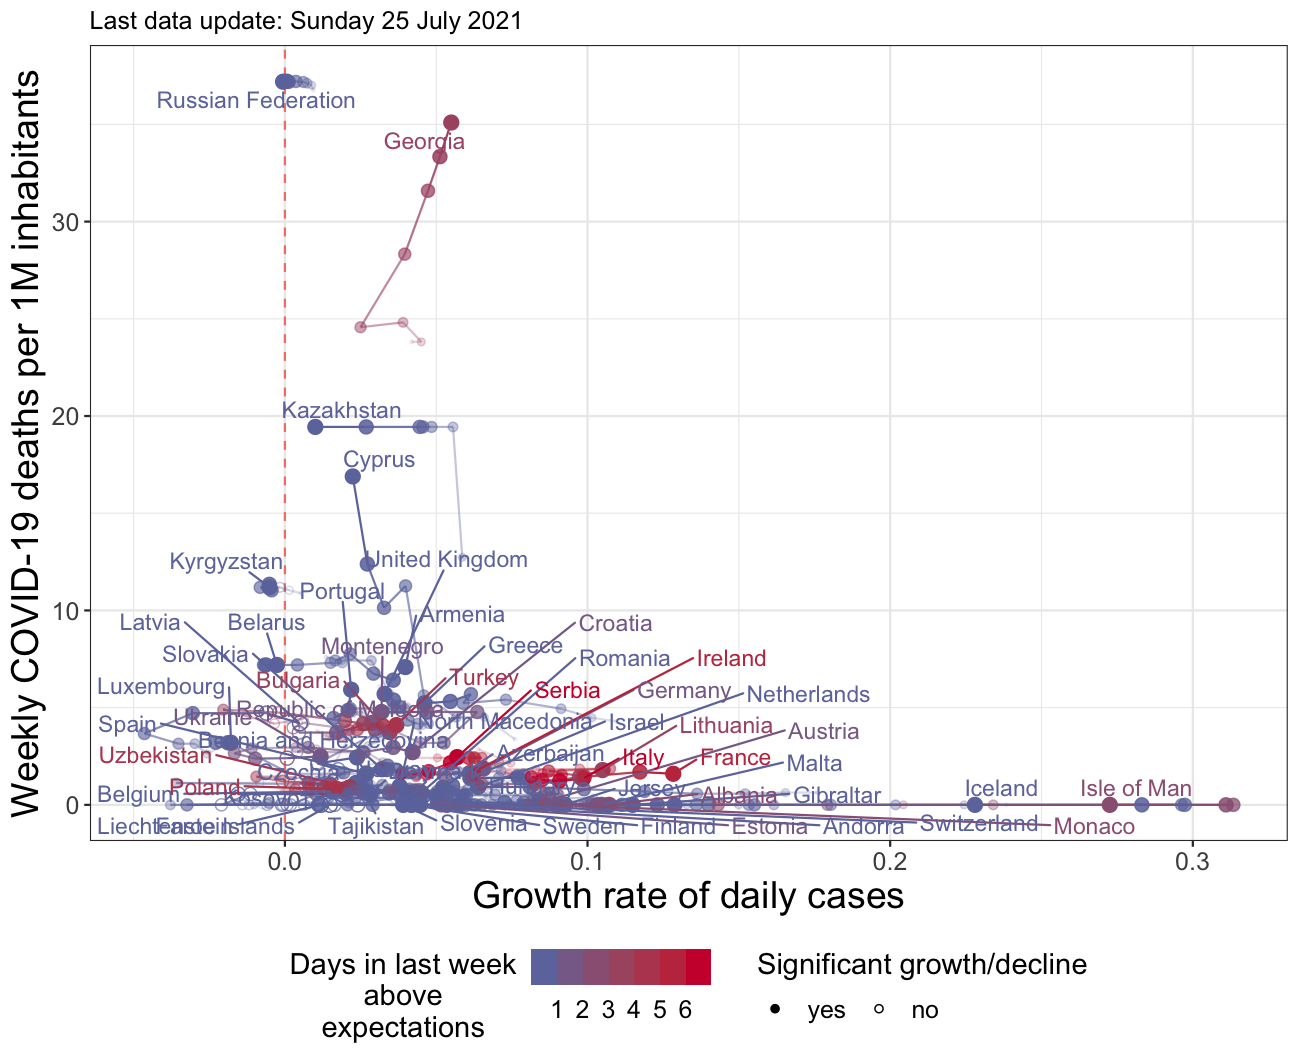 Last data update: Sunday 25 July 2021
Weekly COVID-19 deaths per 1M inhabitants
30
20
10
0
Russian Federation
Georgia
Kazakhstan
Cyprus
Kyrgyzstan
United Kingdom
Portugal
Latvia
Belarus
Armenia
Croatia
Slovakia
Montenegro
Greece
Romania
Ireland
Luxembourg
Bulgaria
Turkey
Serbia
Germany
Netherlands
Spain
Ukraine
Republic of Moldova
North Macedonia
Israel
Lithuania
Austria
Bosnia and Herzegovina
Uzbekistan
Azerbaijan
Italy
France
Czechia
Malta
Poland
Jersey
Iceland
Isle of Man
Belgium
Kosovo
Albania
Gibraltar
Liechtenstein
Faroe Islands
Tajikistan
Slovenia
Sweden
Finland
Estonia
Andorra
Switzerland
Monaco
0.0
0.1
0.2
0.3
Growth rate of daily cases
Days in last week
above
expectations
1 2 3 4 5 6
Significant growth/decline
yes
no